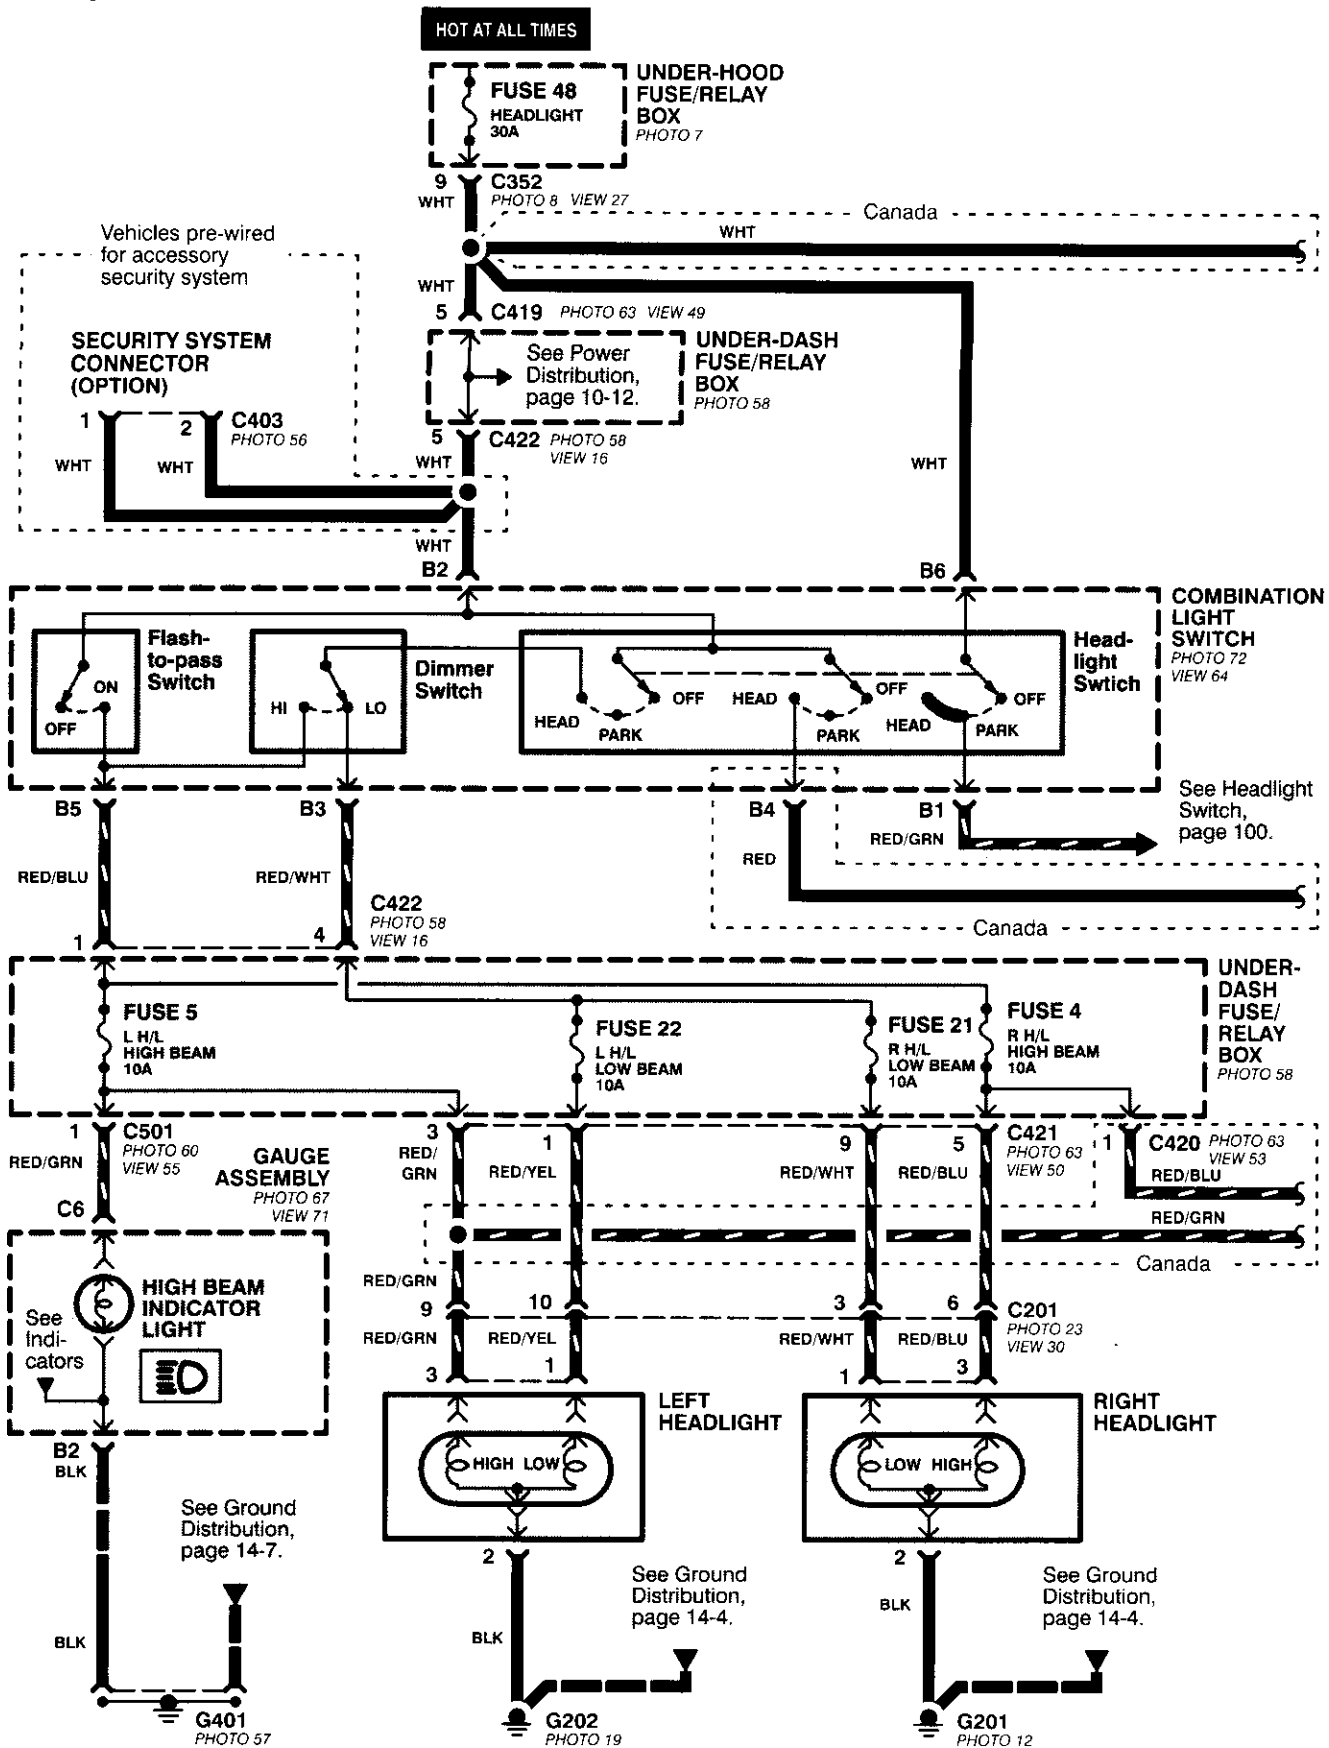 HOT AT ALL TIMES
FUSE 48
HEADLIGHT
30A
UNDER-HOOD
FUSE/RELAY
BOX
PHOTO 7
9
C352
PHOTO 8 VIEW 27
WHT
Canada
WHT
Vehicles pre-wired
for accessory
security system
WHT
5
C419
PHOTO 63 VIEW 49
SECURITY SYSTEM
CONNECTOR
(OPTION)
See Power
Distribution,
page 10-12.
UNDER-DASH
FUSE/RELAY
BOX
PHOTO 58
1
2
C403
PHOTO 56
5
C422
PHOTO 58
VIEW 16
WHT
WHT
WHT
WHT
WHT
B2
B6
COMBINATION
LIGHT
SWITCH
PHOTO 72
VIEW 64
Flash-
to-pass
Switch
ON
OFF
Dimmer
Switch
HI
LO
Head-
light
Swtich
HEAD
PARK
OFF
HEAD
PARK
OFF
HEAD
PARK
OFF
B5
B3
B4
B1
See Headlight
Switch,
page 100.
RED/GRN
RED
RED/BLU
RED/WHT
C422
PHOTO 58
VIEW 16
Canada
1
4
UNDER-
DASH
FUSE/
RELAY
BOX
PHOTO 58
FUSE 5
L H/L
HIGH BEAM
10A
FUSE 22
L H/L
LOW BEAM
10A
FUSE 21
R H/L
LOW BEAM
10A
FUSE 4
R H/L
HIGH BEAM
10A
1
C501
PHOTO 60
VIEW 55
RED/GRN
3
RED/
GRN
1
RED/YEL
9
RED/WHT
5
RED/BLU
C421
PHOTO 63
VIEW 50
1
C420
PHOTO 63
VIEW 53
RED/BLU
GAUGE
ASSEMBLY
PHOTO 67
VIEW 71
C6
RED/GRN
Canada
RED/GRN
9
10
3
6
C201
PHOTO 23
VIEW 30
RED/GRN
RED/YEL
RED/WHT
RED/BLU
HIGH BEAM
INDICATOR
LIGHT
See
Indi-
cators
3
1
1
3
LEFT
HEADLIGHT
RIGHT
HEADLIGHT
HIGH LOW
LOW HIGH
B2
BLK
See Ground
Distribution,
page 14-7.
2
2
See Ground
Distribution,
page 14-4.
See Ground
Distribution,
page 14-4.
BLK
BLK
BLK
G401
PHOTO 57
G202
PHOTO 19
G201
PHOTO 12